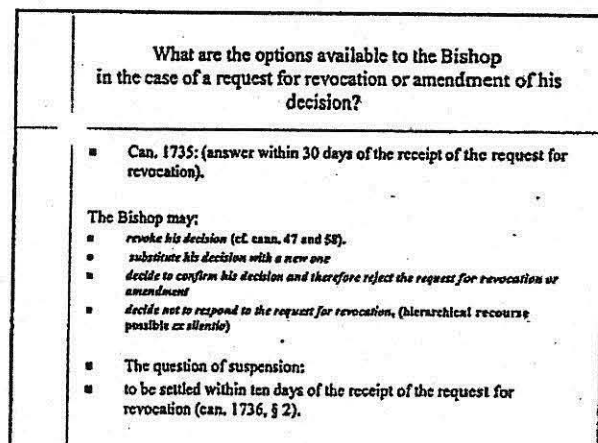 What are the options available to the Bishop
in the case of a request for revocation or amendment of his
decision?
▪ Can. 1735: (answer within 30 days of the receipt of the request for
revocation).
The Bishop may:
▪ revoke his decision (cf. cann. 47 and 58).
▪ substitute his decision with a new one
▪ decide to confirm his decision and therefore reject the request for revocation or
amendment
▪ decide not to respond to the request for revocation, (hierarchical recourse
possible ex silentio)
▪ The question of suspension:
▪ to be settled within ten days of the receipt of the request for
revocation (can. 1736, § 2).